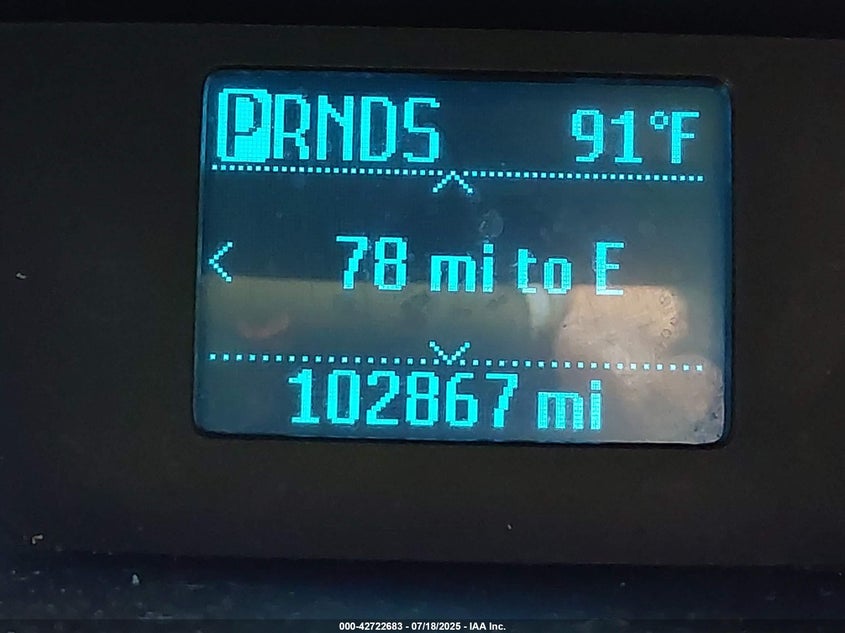 PRNDS 91°F
78 mi to E
102867 mi
000-42722683 - 07/18/2025 - IAA Inc.